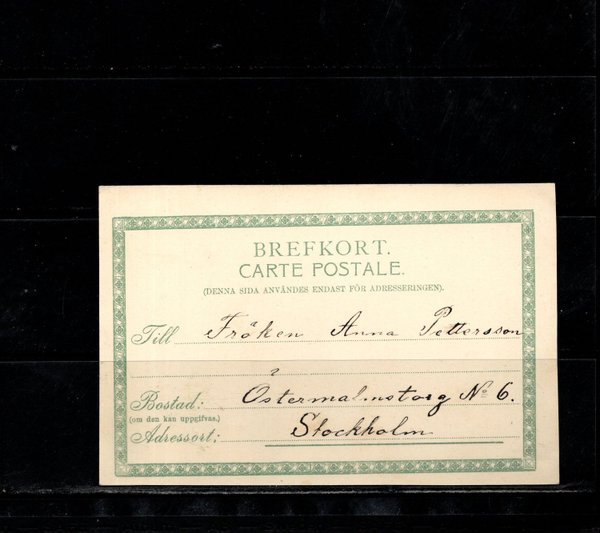 BREFKORT.
CARTE POSTALE.
(DENNA SIDA ANVÄNDES ENDAST FÖR ADRESSERINGEN).
Till Fröken Anna Pettersson
Bostad: Östermalmstorg No 6.
(om den kan uppgifvas.)
Adressort: Stockholm